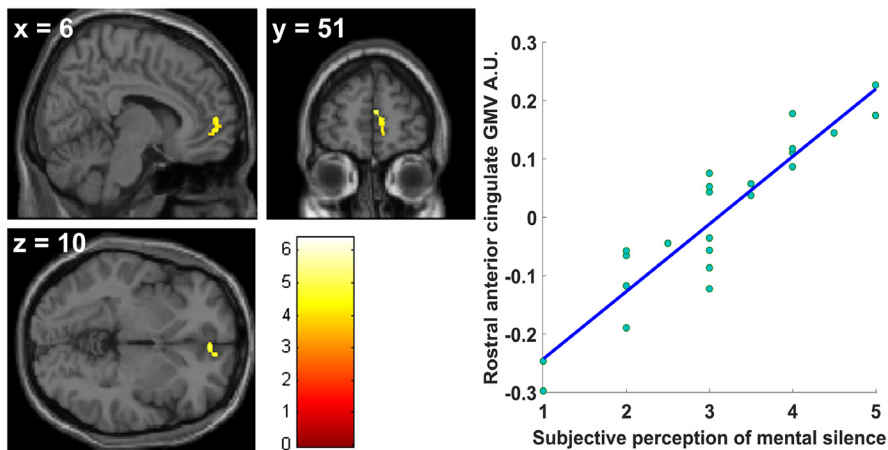 x = 6
y = 51
z = 10
6
5
4
3
2
1
0
Rostral anterior cingulate GMV A.U.
0.3
0.2
0.1
0
-0.1
-0.2
-0.3
1 2 3 4 5
Subjective perception of mental silence